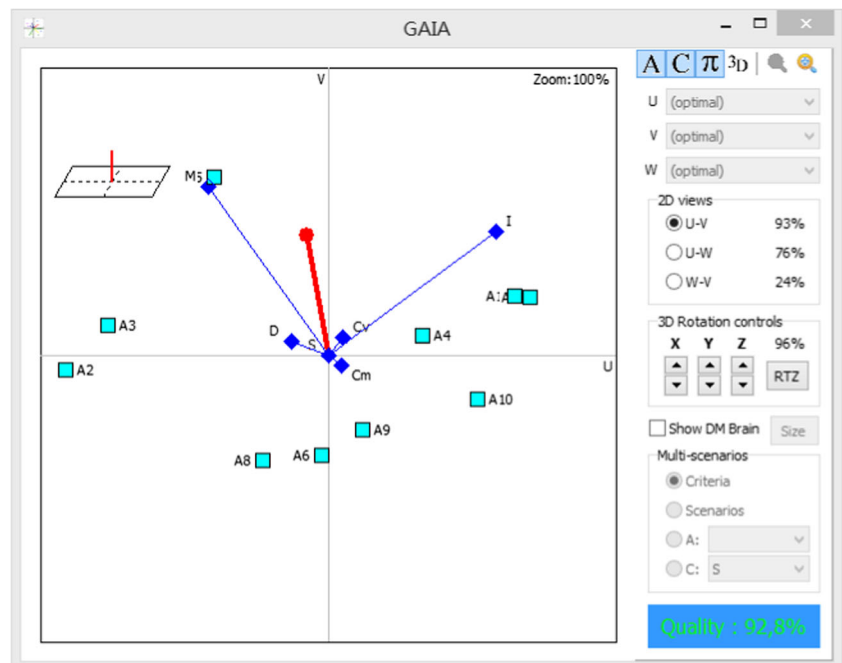 GAIA
A C π 3D
V
Zoom: 100%
U (optimal)
V (optimal)
W (optimal)
2D views
U-V 93%
U-W 76%
W-V 24%
3D Rotation controls
X Y Z 96%
RTZ
Show DM Brain Size
Multi-scenarios
Criteria
Scenarios
A:
C: S
Quality : 92,8%
I
A3
D
S
Cv
A4
U
A2
Cm
A10
A9
A6
A8